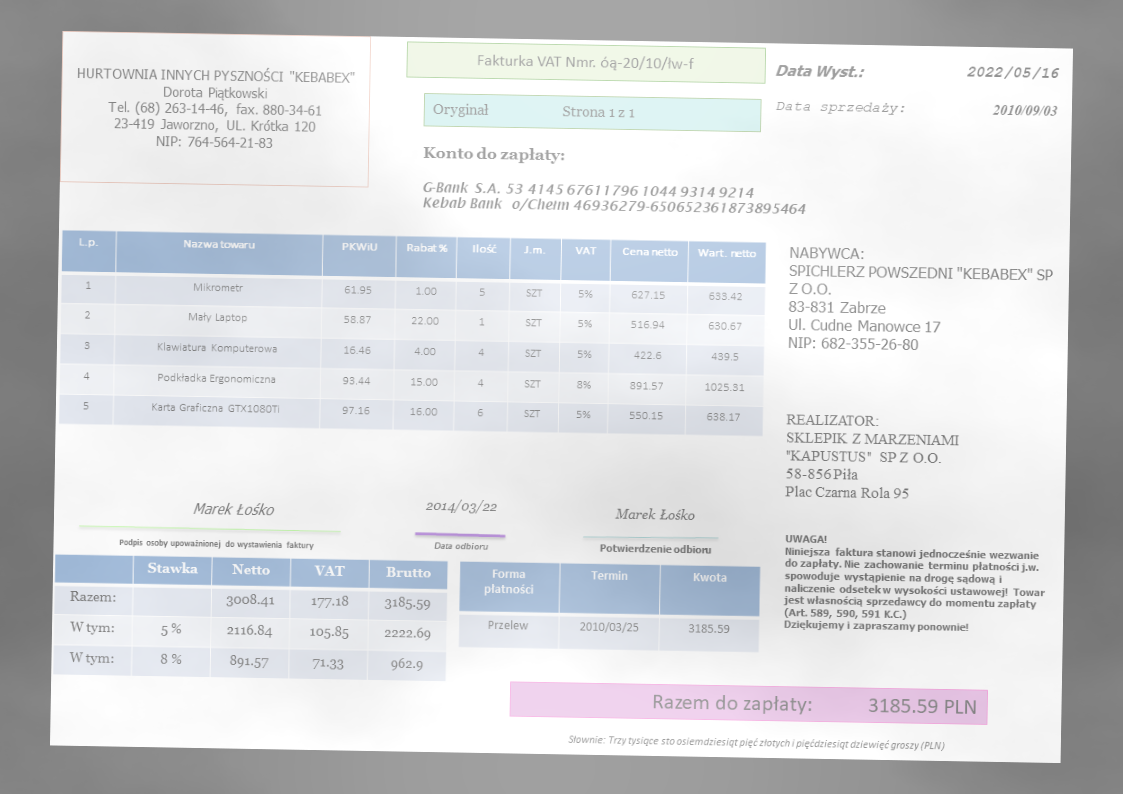 HURTOWNIA INNYCH PYSZNOŚCI "KEBABEX"
Dorota Piątkowski
Tel. (68) 263-14-46, fax. 880-34-61
23-419 Jaworzno, UL. Krótka 120
NIP: 764-564-21-83
Fakturka VAT Nmr. óą-20/10/łw-f
Oryginał Strona 1 z 1
Data Wyst.: 2022/05/16
Data sprzedaży: 2010/09/03
Konto do zapłaty:
G-Bank S.A. 53 4145 67611796 1044 9314 9214
Kebab Bank o/Chełm 46936279-650652361873895464
L.p. Nazwa towaru PKWiU Rabat % Ilość J.m. VAT Cena netto Wart. netto
1 Mikrometr 61.95 1.00 5 SZT 5% 627.15 633.42
2 Mały Laptop 58.87 22.00 1 SZT 5% 516.94 630.67
3 Klawiatura Komputerowa 16.46 4.00 4 SZT 5% 422.6 439.5
4 Podkładka Ergonomiczna 93.44 15.00 4 SZT 8% 891.57 1025.31
5 Karta Graficzna GTX1080Ti 97.16 16.00 6 SZT 5% 550.15 638.17
NABYWCA:
SPICHLERZ POWSZEDNI "KEBABEX" SP
Z O.O.
83-831 Zabrze
Ul. Cudne Manowce 17
NIP: 682-355-26-80
REALIZATOR:
SKLEPIK Z MARZENIAMI
"KAPUSTUS" SP Z O.O.
58-856 Piła
Plac Czarna Rola 95
Marek Łośko
Podpis osoby upoważnionej do wystawienia faktury
2014/03/22
Data odbioru
Marek Łośko
Potwierdzenie odbioru
UWAGA!
Niniejsza faktura stanowi jednocześnie wezwanie
do zapłaty. Nie zachowanie terminu płatności j.w.
spowoduje wystąpienie na drogę sądową i
naliczenie odsetek w wysokości ustawowej! Towar
jest własnością sprzedawcy do momentu zapłaty
(Art. 589, 590, 591 K.C.)
Dziękujemy i zapraszamy ponownie!
Stawka Netto VAT Brutto
Razem: 3008.41 177.18 3185.59
W tym: 5 % 2116.84 105.85 2222.69
W tym: 8 % 891.57 71.33 962.9
Forma płatności Termin Kwota
Przelew 2010/03/25 3185.59
Razem do zapłaty: 3185.59 PLN
Słownie: Trzy tysiące sto osiemdziesiąt pięć złotych i pięćdziesiąt dziewięć groszy (PLN)